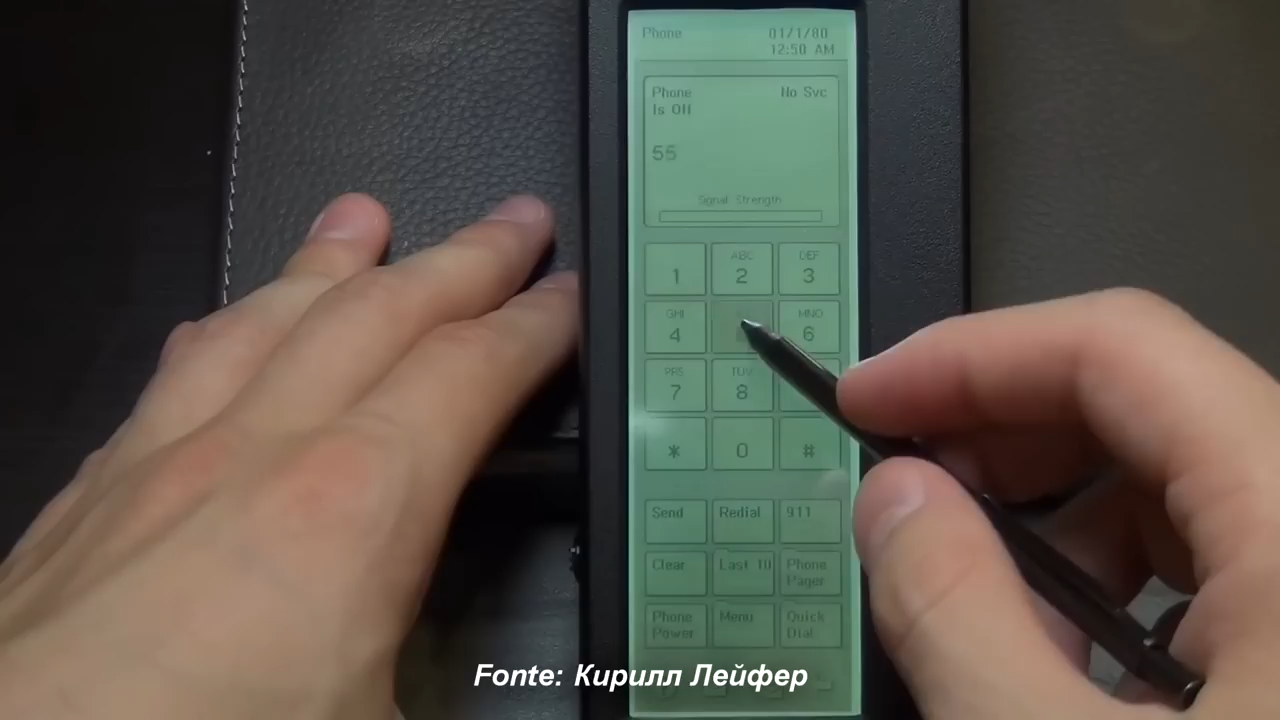 Phone
01/1/80
12:50 AM
Phone
Is Off
No Svc
55
Signal Strength
1
ABC
2
DEF
3
GHI
4
MNO
6
PRS
7
TUV
8
*
0
#
Send
Redial
911
Clear
Last 10
Phone
Pager
Phone
Power
Menu
Quick
Dial
Fonte: Кирилл Лейфер